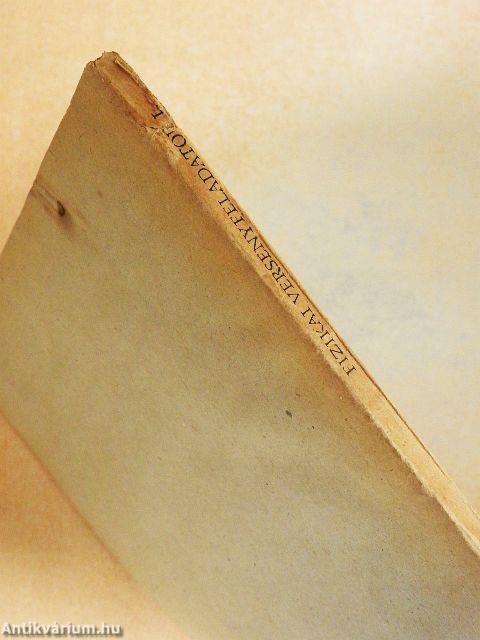 FIZIKAI VERSENYFELADATOK I.
Antikvárium.hu